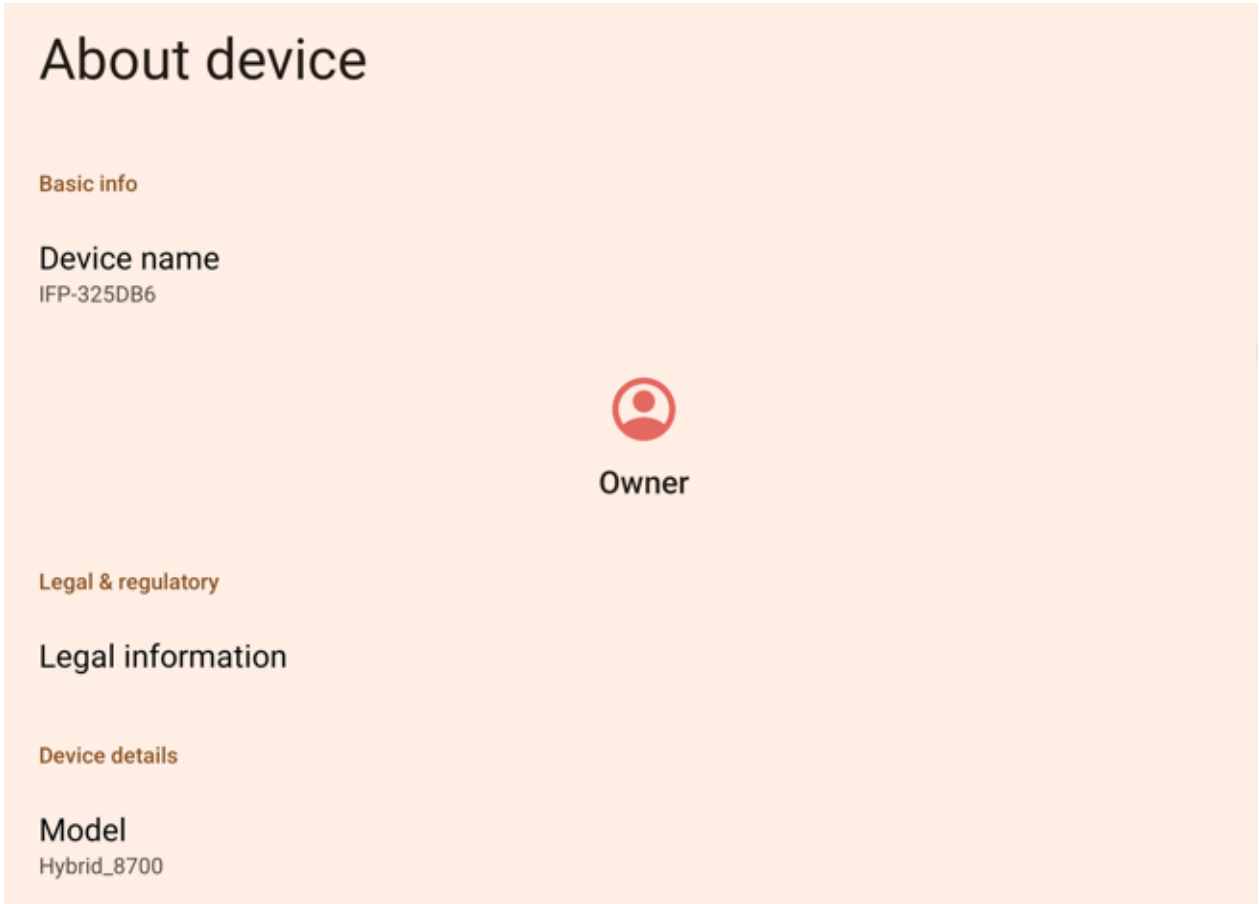 About device
Basic info
Device name
IFP-325DB6
Owner
Legal & regulatory
Legal information
Device details
Model
Hybrid_8700